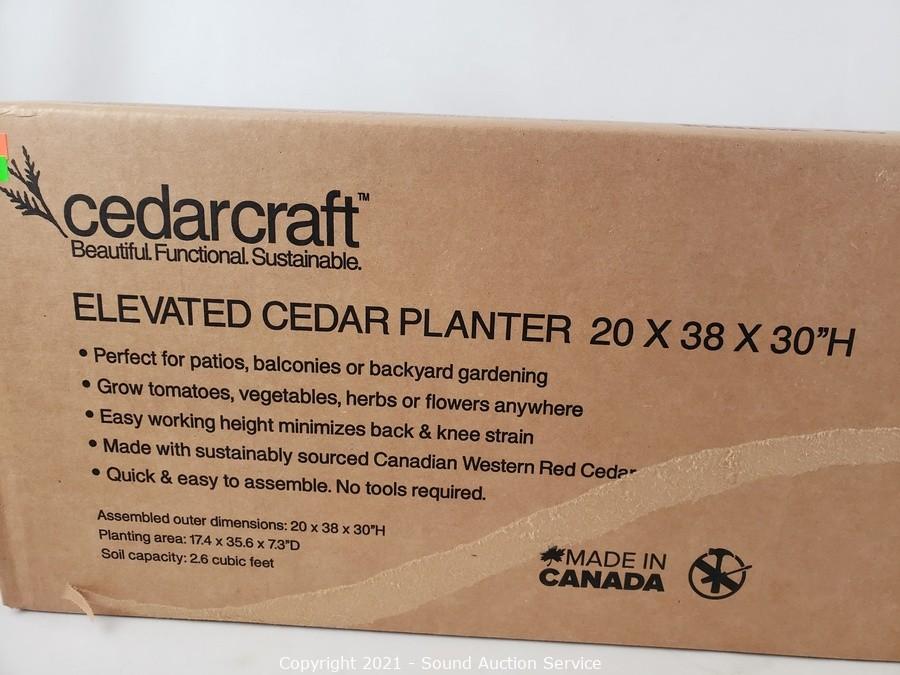 cedarcraft™
Beautiful. Functional. Sustainable.
ELEVATED CEDAR PLANTER 20 X 38 X 30”H
• Perfect for patios, balconies or backyard gardening
• Grow tomatoes, vegetables, herbs or flowers anywhere
• Easy working height minimizes back & knee strain
• Made with sustainably sourced Canadian Western Red Cedar
• Quick & easy to assemble. No tools required.
Assembled outer dimensions: 20 x 38 x 30”H
Planting area: 17.4 x 35.6 x 7.3”D
Soil capacity: 2.6 cubic feet
MADE IN
CANADA
Copyright 2021 - Sound Auction Service